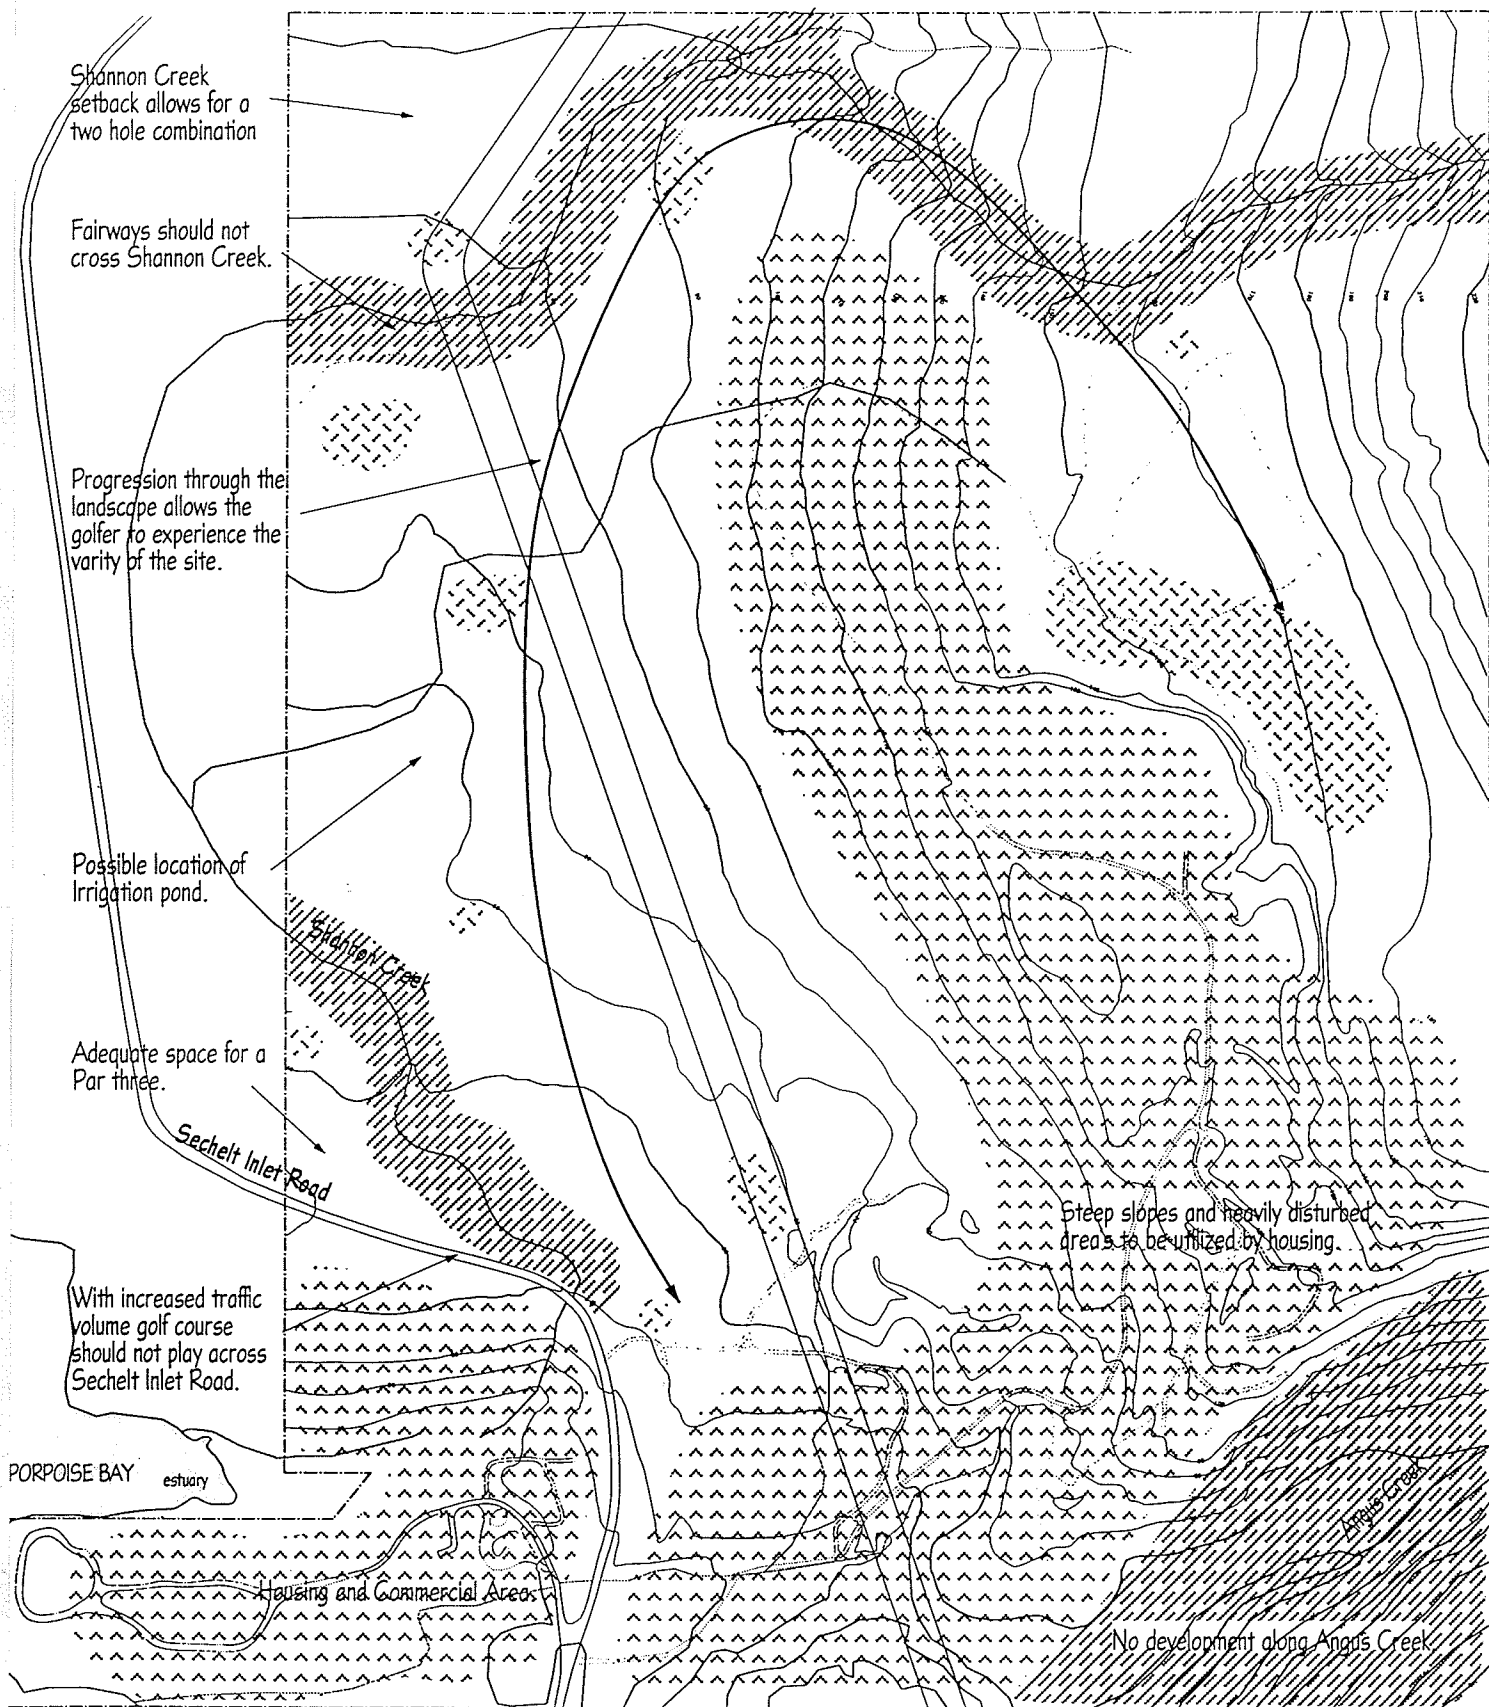 Shannon Creek
setback allows for a
two hole combination
Fairways should not
cross Shannon Creek.
Progression through the
landscape allows the
golfer to experience the
varity of the site.
Possible location of
Irrigation pond.
Shannon Creek
Adequate space for a
Par three.
Sechelt Inlet Road
Steep slopes and heavily disturbed
area's to be utilized by housing.
With increased traffic
volume golf course
should not play across
Sechelt Inlet Road.
PORPOISE BAY
estuary
Angus Creek
Housing and Commercial Area
No development along Angus Creek